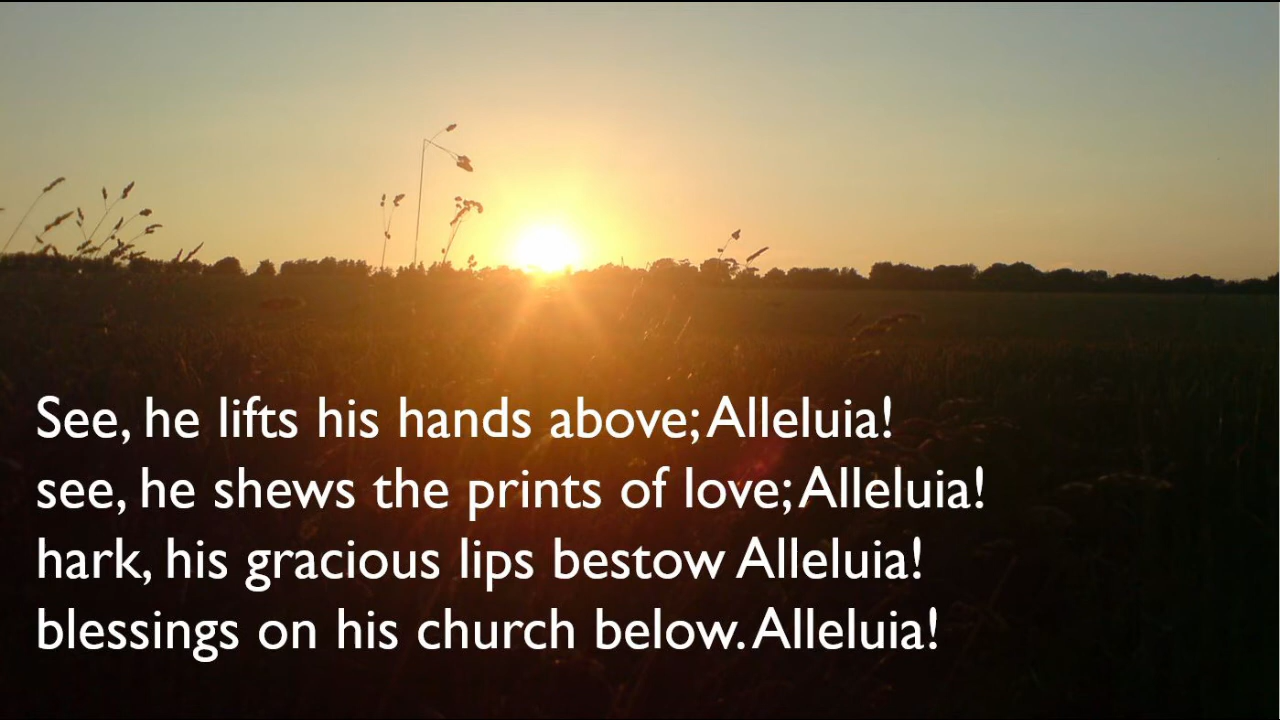 See, he lifts his hands above; Alleluia!
see, he shews the prints of love; Alleluia!
hark, his gracious lips bestow Alleluia!
blessings on his church below. Alleluia!